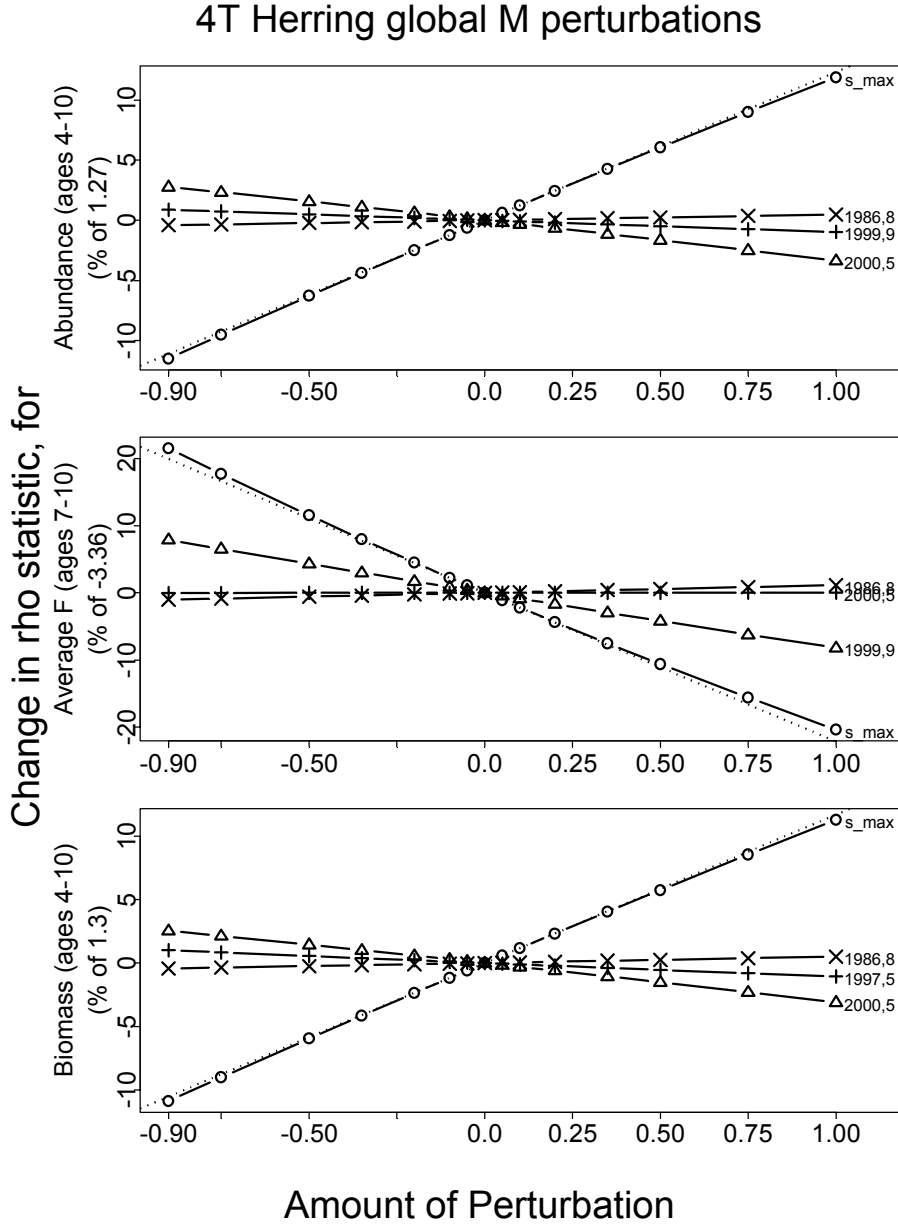 4T Herring global M perturbations
Change in rho statistic, for
Abundance (ages 4-10)
(% of 1.27)
10
5
0
-5
-10
s_max
1986,8
1999,9
2000,5
-0.90 -0.50 0.0 0.25 0.50 0.75 1.00
Average F (ages 7-10)
(% of -3.36)
20
10
0
-10
-20
1986,8
2000,5
1999,9
s_max
-0.90 -0.50 0.0 0.25 0.50 0.75 1.00
Biomass (ages 4-10)
(% of 1.3)
10
5
0
-5
-10
s_max
1986,8
1997,5
2000,5
-0.90 -0.50 0.0 0.25 0.50 0.75 1.00
Amount of Perturbation